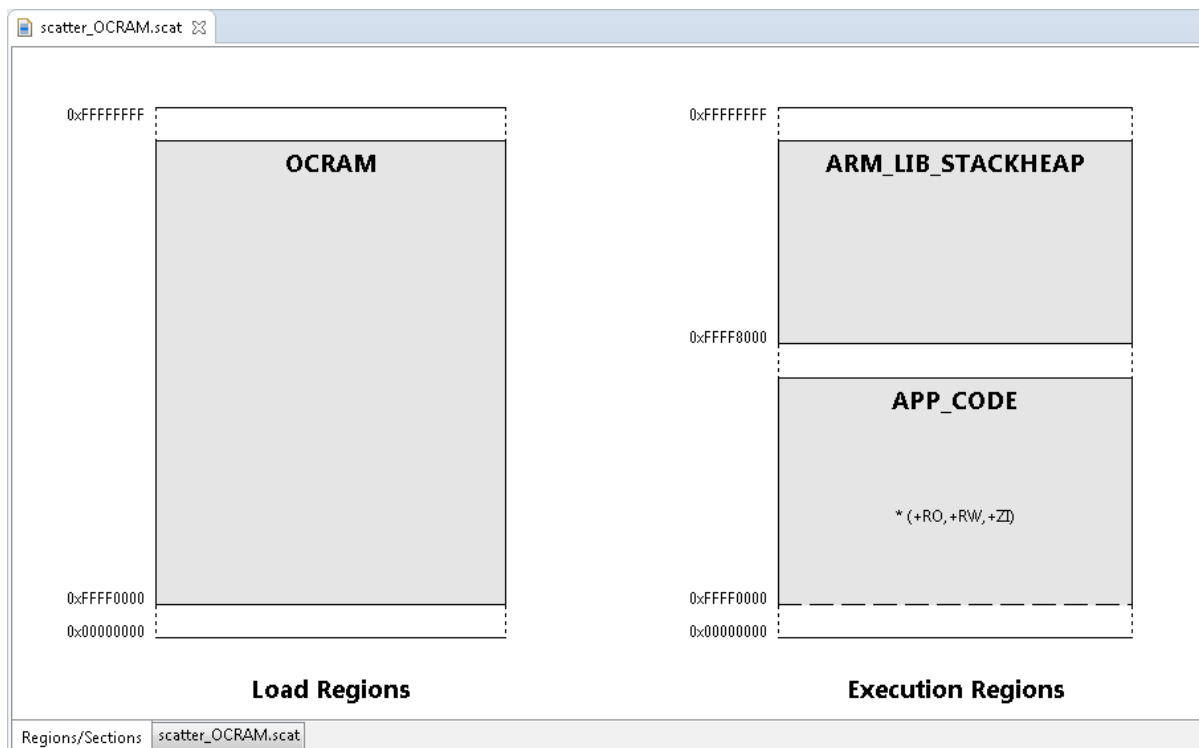 scatter_OCRAM.scat
0xFFFFFFFF
OCRAM
0xFFFF0000
0x00000000
Load Regions
0xFFFFFFFF
ARM_LIB_STACKHEAP
0xFFFF8000
APP_CODE
* (+RO, +RW, +ZI)
0xFFFF0000
0x00000000
Execution Regions
Regions/Sections scatter_OCRAM.scat